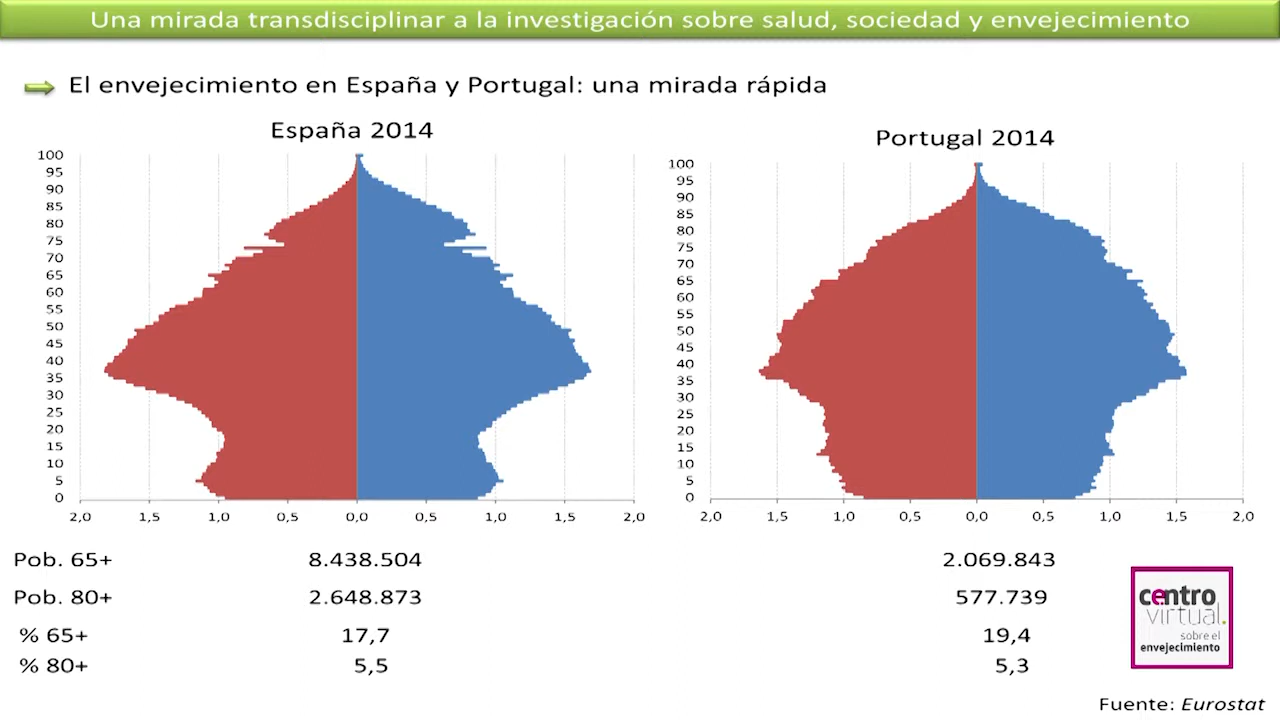 Una mirada transdisciplinar a la investigación sobre salud, sociedad y envejecimiento
El envejecimiento en España y Portugal: una mirada rápida
España 2014
100
95
90
85
80
75
70
65
60
55
50
45
40
35
30
25
20
15
10
5
0
2,0 1,5 1,0 0,5 0,0 0,5 1,0 1,5 2,0
Portugal 2014
100
95
90
85
80
75
70
65
60
55
50
45
40
35
30
25
20
15
10
5
0
2,0 1,5 1,0 0,5 0,0 0,5 1,0 1,5 2,0
Pob. 65+ 8.438.504 2.069.843
Pob. 80+ 2.648.873 577.739
% 65+ 17,7 19,4
% 80+ 5,5 5,3
centro
virtual.
sobre el
envejecimiento
Fuente: Eurostat